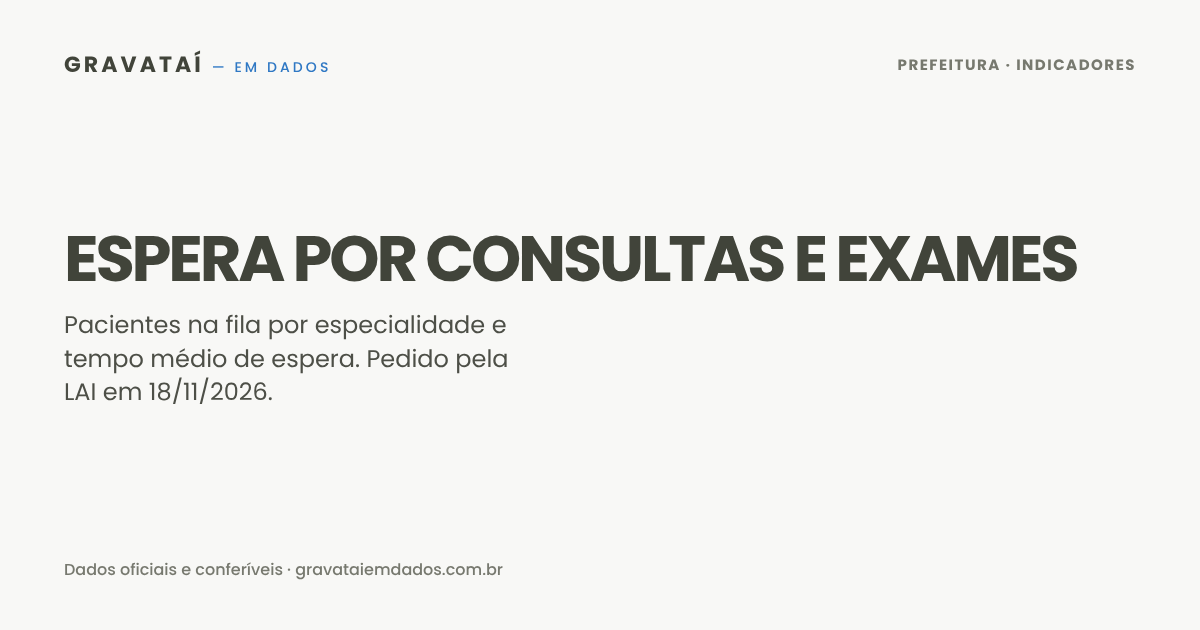 GRAVATAÍ — EM DADOS
PREFEITURA · INDICADORES
ESPERA POR CONSULTAS E EXAMES
Pacientes na fila por especialidade e
tempo médio de espera. Pedido pela
LAI em 18/11/2026.
Dados oficiais e conferíveis · gravataiemdados.com.br